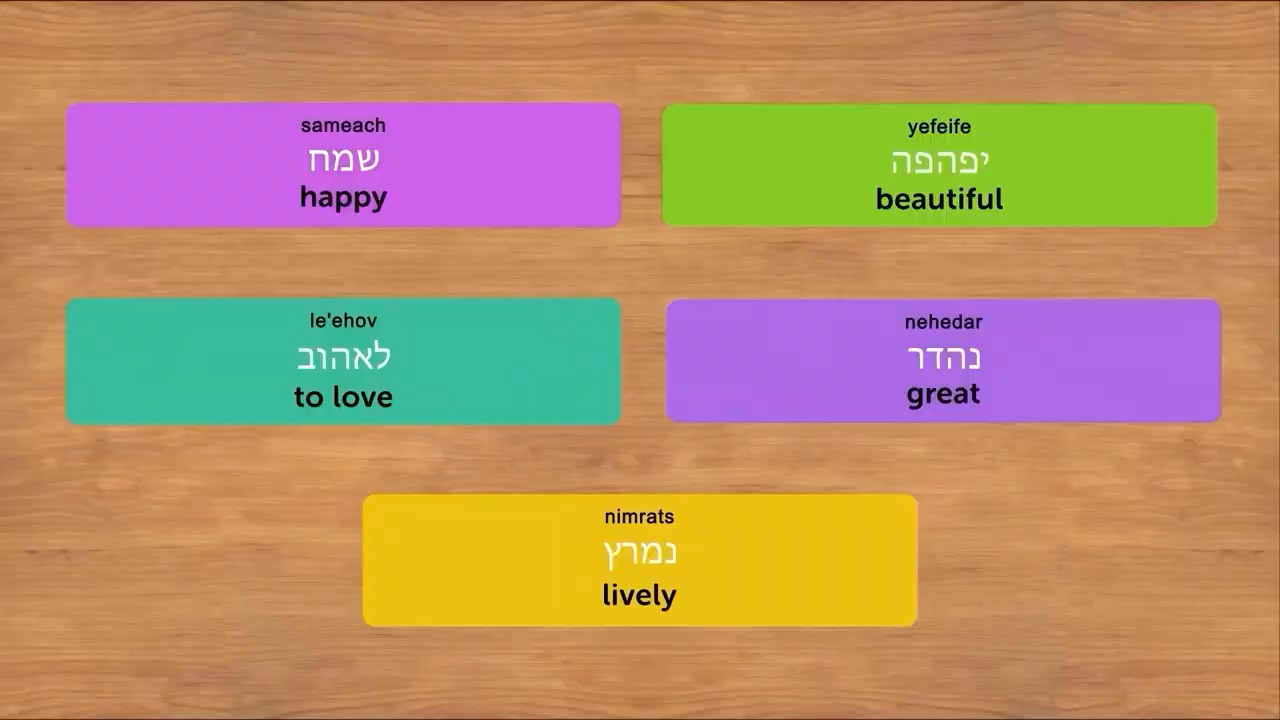 sameach
שמח
happy
yefeife
יפהפה
beautiful
le'ehov
לאהוב
to love
nehedar
נהדר
great
nimrats
נמרץ
lively